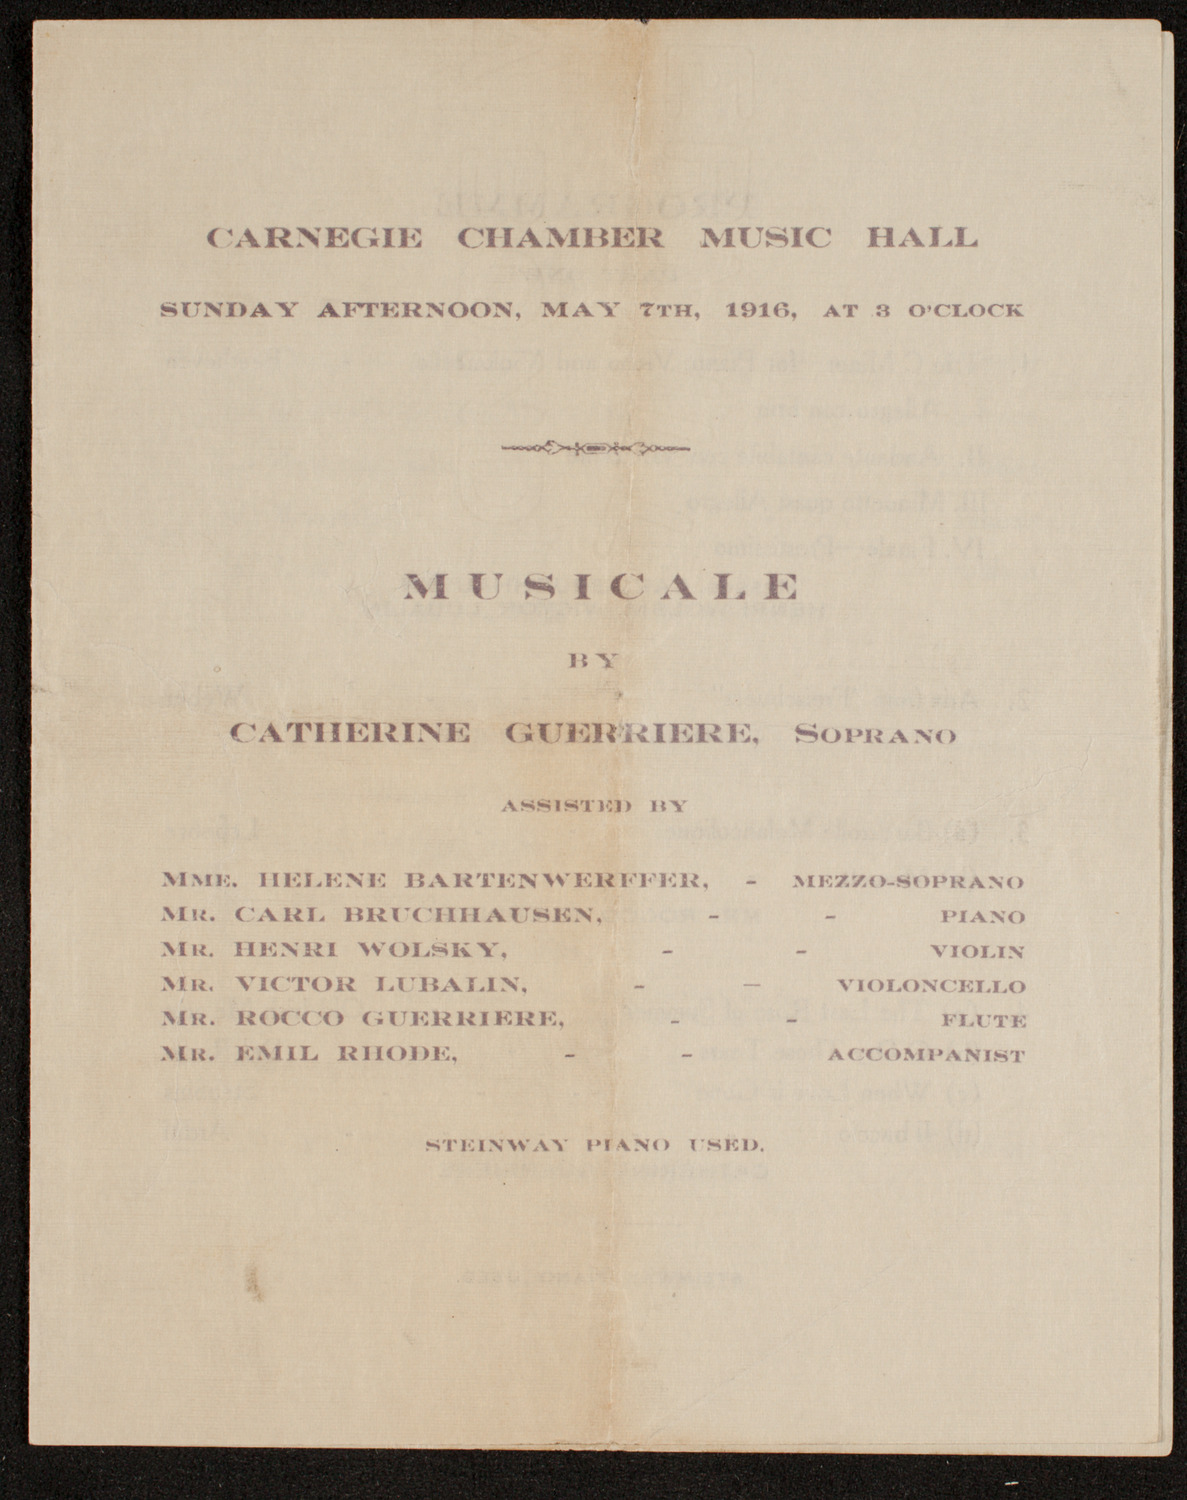 CARNEGIE CHAMBER MUSIC HALL
SUNDAY AFTERNOON, MAY 7TH, 1916, AT 3 O'CLOCK
MUSICALE
BY
CATHERINE GUERRIERE, SOPRANO
ASSISTED BY
MME. HELENE BARTENWERFFER, - MEZZO-SOPRANO
MR. CARL BRUCHHAUSEN, - - PIANO
MR. HENRI WOLSKY, - - VIOLIN
MR. VICTOR LUBALIN, - - VIOLONCELLO
MR. ROCCO GUERRIERE, - - FLUTE
MR. EMIL RHODE, - - ACCOMPANIST
STEINWAY PIANO USED.